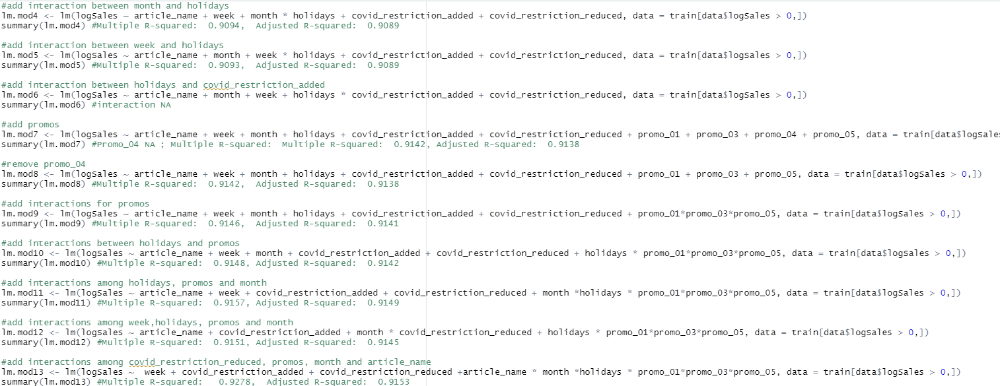 #add interaction between month and holidays
lm.mod4 <- lm(logSales ~ article_name + week + month * holidays + covid_restriction_added + covid_restriction_reduced, data = train[data$logSales > 0,])
summary(lm.mod4) #Multiple R-squared:  0.9094,  Adjusted R-squared:  0.9089
#add interaction between week and holidays
lm.mod5 <- lm(logSales ~ article_name + month + week * holidays + covid_restriction_added + covid_restriction_reduced, data = train[data$logSales > 0,])
summary(lm.mod5) #Multiple R-squared:  0.9093,  Adjusted R-squared:  0.9089
#add interaction between holidays and covid_restriction_added
lm.mod6 <- lm(logSales ~ article_name + month + week + holidays * covid_restriction_added + covid_restriction_reduced, data = train[data$logSales > 0,])
summary(lm.mod6) #interaction NA
#add promos
lm.mod7 <- lm(logSales ~ article_name + week + month + holidays + covid_restriction_added + covid_restriction_reduced + promo_01 + promo_03 + promo_04 + promo_05, data = train[data$logSales
summary(lm.mod7) #Promo_04 NA ; Multiple R-squared:  Multiple R-squared:  0.9142, Adjusted R-squared:  0.9138
#remove promo_04
lm.mod8 <- lm(logSales ~ article_name + week + month + holidays + covid_restriction_added + covid_restriction_reduced + promo_01 + promo_03 + promo_05, data = train[data$logSales > 0,])
summary(lm.mod8) #Multiple R-squared:  0.9142,  Adjusted R-squared:  0.9138
#add interactions for promos
lm.mod9 <- lm(logSales ~ article_name + week + month + holidays + covid_restriction_added + covid_restriction_reduced + promo_01*promo_03*promo_05, data = train[data$logSales > 0,])
summary(lm.mod9) #Multiple R-squared:  0.9146,  Adjusted R-squared:  0.9141
#add interactions between holidays and promos
lm.mod10 <- lm(logSales ~ article_name + week + month + covid_restriction_added + covid_restriction_reduced + holidays * promo_01*promo_03*promo_05, data = train[data$logSales > 0,])
summary(lm.mod10) #Multiple R-squared:  0.9148, Adjusted R-squared:  0.9142
#add interactions among holidays, promos and month
lm.mod11 <- lm(logSales ~ article_name + week + covid_restriction_added + covid_restriction_reduced + month *holidays * promo_01*promo_03*promo_05, data = train[data$logSales > 0,])
summary(lm.mod11) #Multiple R-squared:  0.9157, Adjusted R-squared:  0.9149
#add interactions among week,holidays, promos and month
lm.mod12 <- lm(logSales ~ article_name + covid_restriction_added + month * covid_restriction_reduced + holidays * promo_01*promo_03*promo_05, data = train[data$logSales > 0,])
summary(lm.mod12) #Multiple R-squared:  0.9151, Adjusted R-squared:  0.9145
#add interactions among covid_restriction_reduced, promos, month and article_name
lm.mod13 <- lm(logSales ~  week + covid_restriction_added + covid_restriction_reduced +article_name * month *holidays * promo_01*promo_03*promo_05, data = train[data$logSales > 0,])
summary(lm.mod13) #Multiple R-squared:   0.9278,  Adjusted R-squared:  0.9153